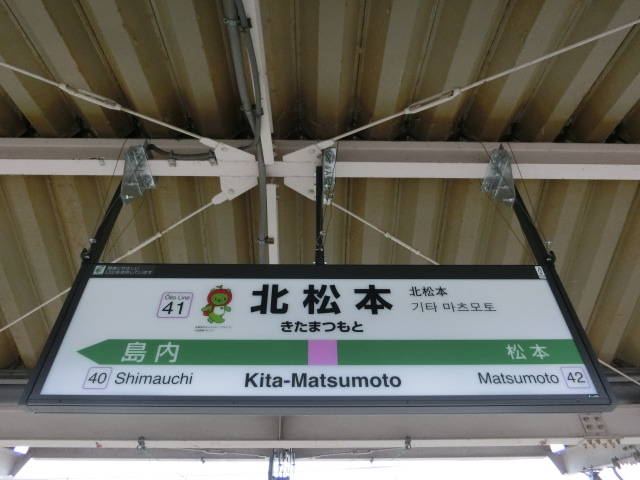 Oito Line
41
北松本
きたまつもと
北松本
기타 마츠모토
島内
松本
40 Shimauchi
Kita-Matsumoto
Matsumoto 42